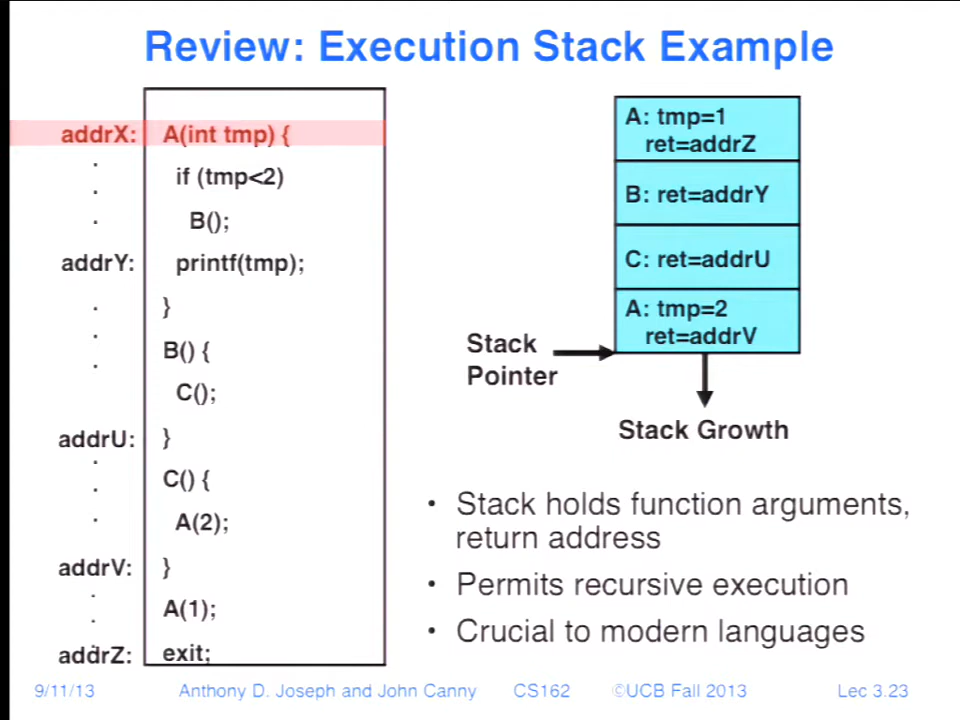 Review: Execution Stack Example
addrX: A(int tmp) {
. if (tmp<2)
.
. B();
addrY: printf(tmp);
. }
.
. B() {
C();
addrU: }
.
. C() {
. A(2);
addrV: }
.
. A(1);
addrZ: exit;
A: tmp=1
ret=addrZ
B: ret=addrY
C: ret=addrU
A: tmp=2
ret=addrV
Stack
Pointer
Stack Growth
• Stack holds function arguments,
return address
• Permits recursive execution
• Crucial to modern languages
9/11/13 Anthony D. Joseph and John Canny CS162 ©UCB Fall 2013 Lec 3.23